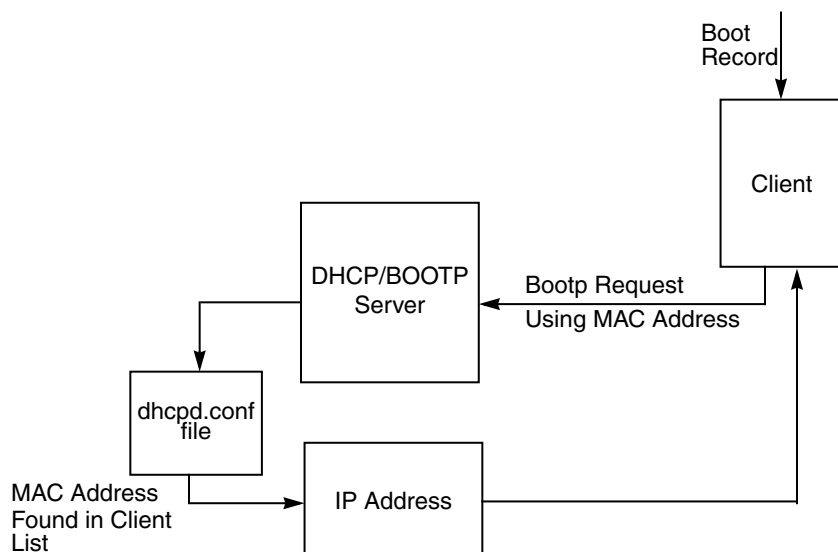 Boot
Record
Client
DHCP/BOOTP
Server
Bootp Request
Using MAC Address
dhcpd.conf
file
MAC Address
Found in Client
List
IP Address